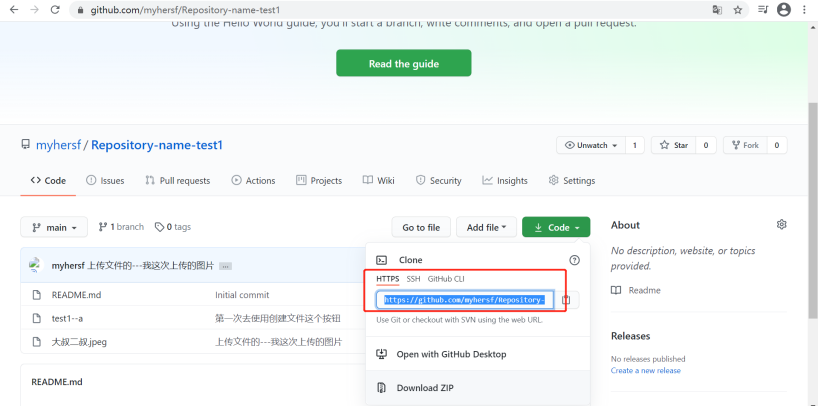 github.com/myhersf/Repository-name-test1
Using the Hello World guide, you'll start a branch, write comments, and open a pull request.
Read the guide
myhersf / Repository-name-test1
Unwatch 1 Star 0 Fork 0
Code Issues Pull requests Actions Projects Wiki Security Insights Settings
main 1 branch 0 tags Go to file Add file Code
About
No description, website, or topics provided.
Readme
Releases
No releases published
Create a new release
myhersf 上传文件的---我这次上传的图片 ...
README.md Initial commit
test1--a 第一次去使用创建文件这个按钮
大叔二叔.jpeg 上传文件的---我这次上传的图片
README.md
Clone
HTTPS SSH GitHub CLI
https://github.com/myhersf/Repository-
Use Git or checkout with SVN using the web URL.
Open with GitHub Desktop
Download ZIP